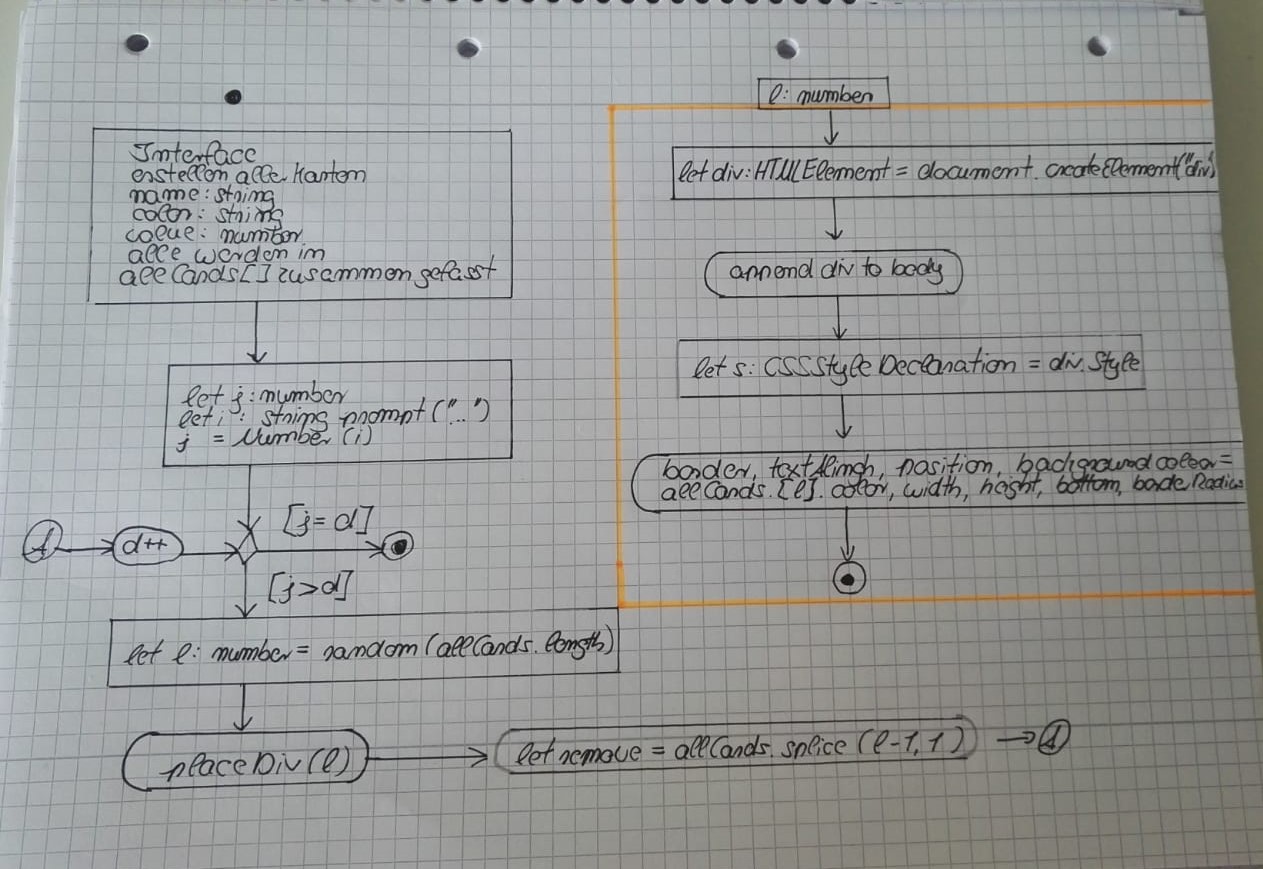 Interface
erstellen alle Karten
name: string
color: string
value: number
alle werden in
allCards[] zusammen gefasst
let j: number
let i: string prompt("...")
j = Number (i)
[j = d]
1
d++
[j > d]
let l: number = random (allCards.length)
placeDiv (l)
let remove = allCards.splice (l-1, 1)
1
l: number
let div: HTMLElement = document.createElement("div")
append div to body
let s: CSSStyleDeclaration = div.style
border, textAlign, position, backgroundcolor =
allCards.[l].color, width, height, bottom, borderRadius